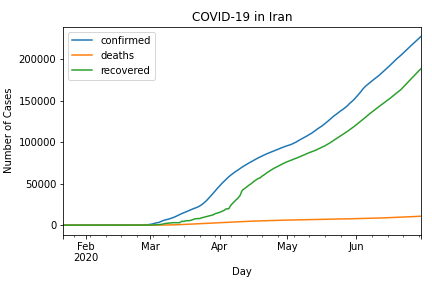 COVID-19 in Iran
confirmed
deaths
recovered
Number of Cases
200000
150000
100000
50000
0
Feb Mar Apr May Jun
2020
Day